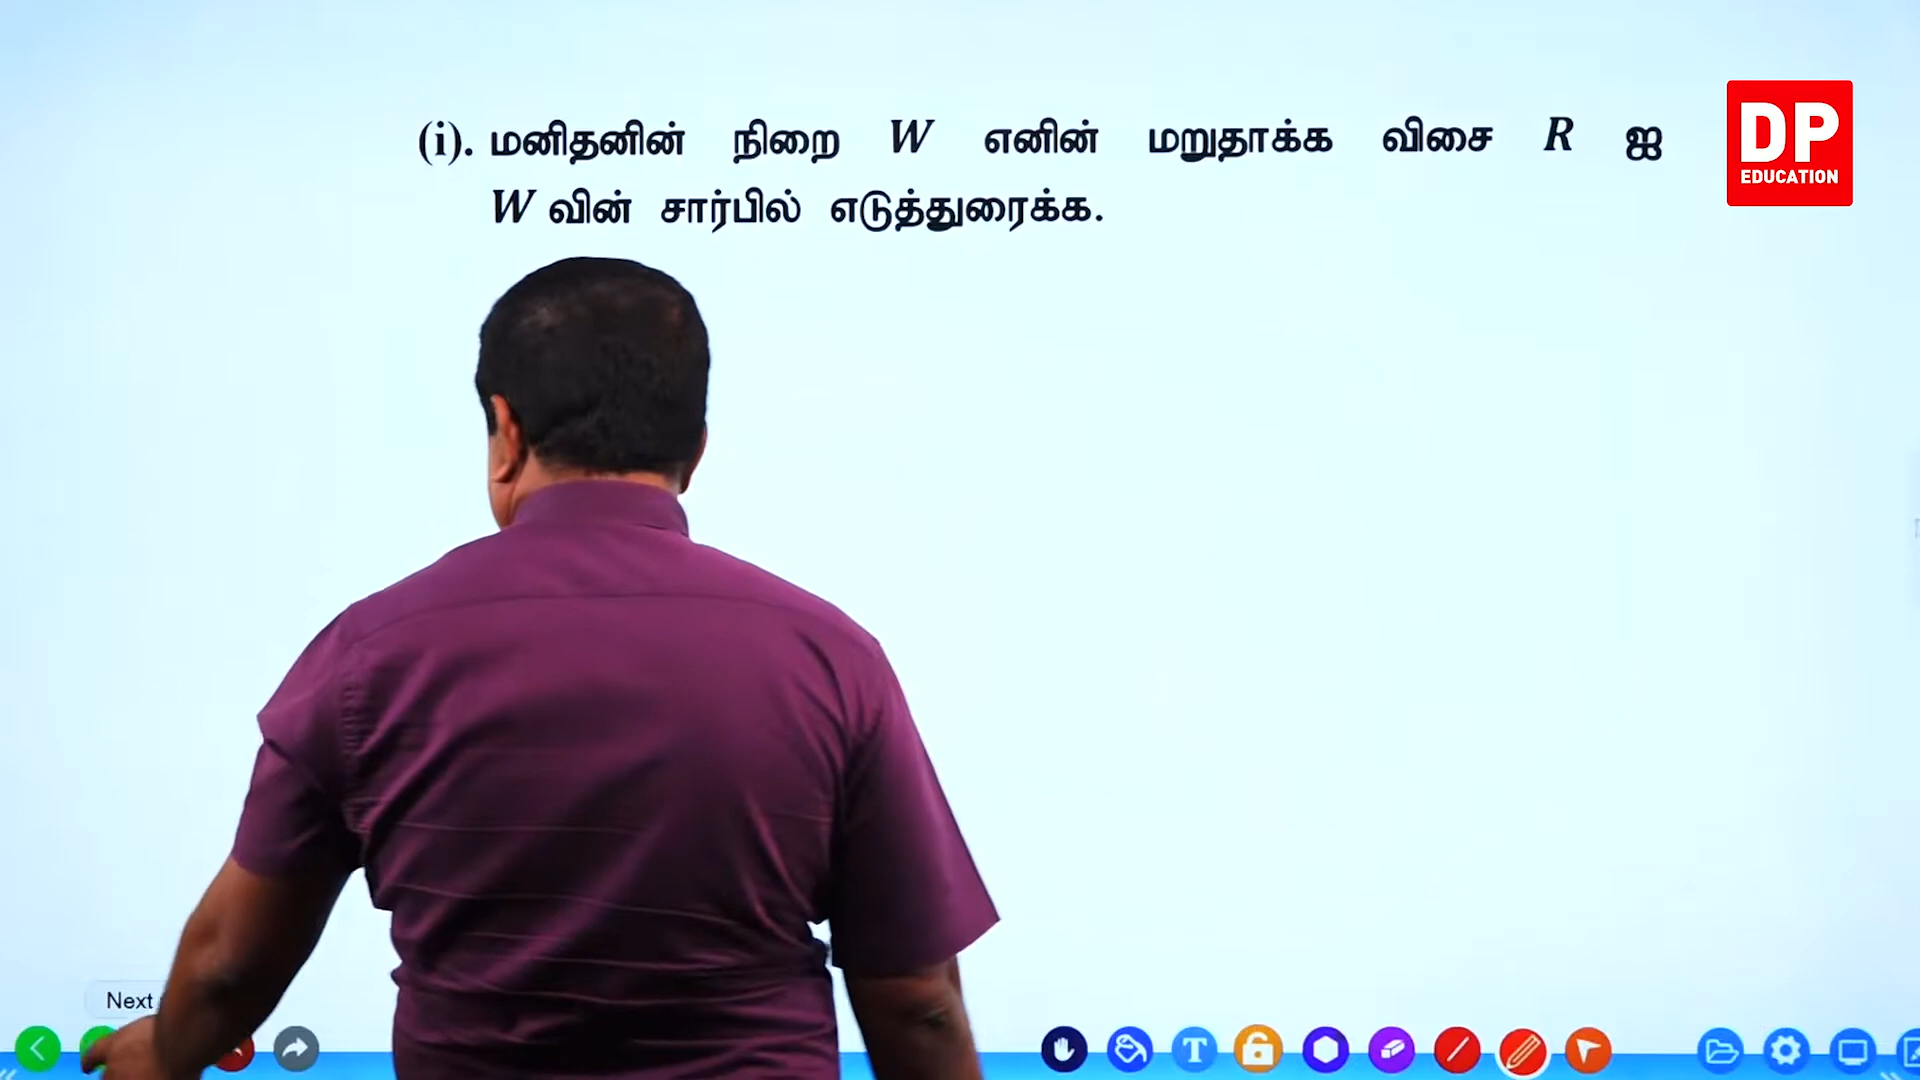 (i). மனிதனின் நிறை W எனின் மறுதாக்க விசை R ஐ
W வின் சார்பில் எடுத்துரைக்க.
DP
EDUCATION
Next
T